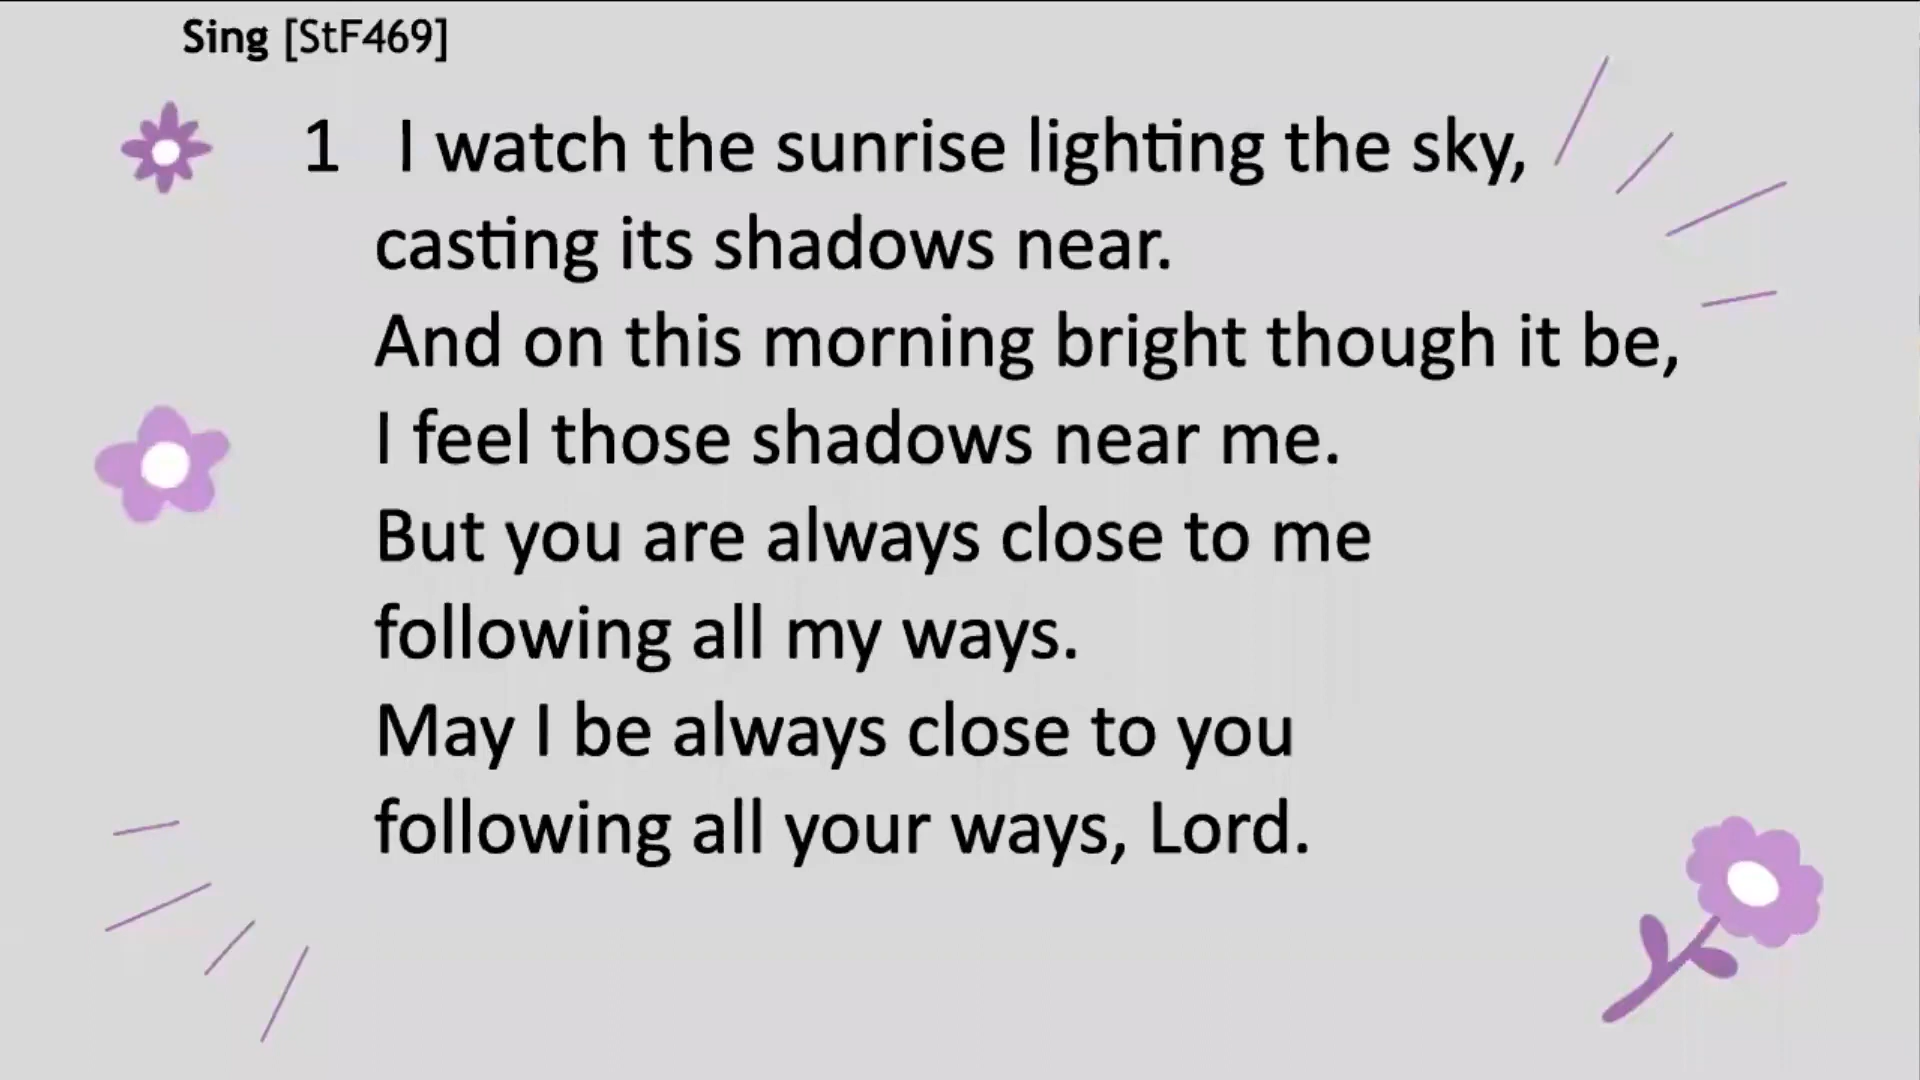 Sing [StF469]
1 I watch the sunrise lighting the sky,
casting its shadows near.
And on this morning bright though it be,
I feel those shadows near me.
But you are always close to me
following all my ways.
May I be always close to you
following all your ways, Lord.